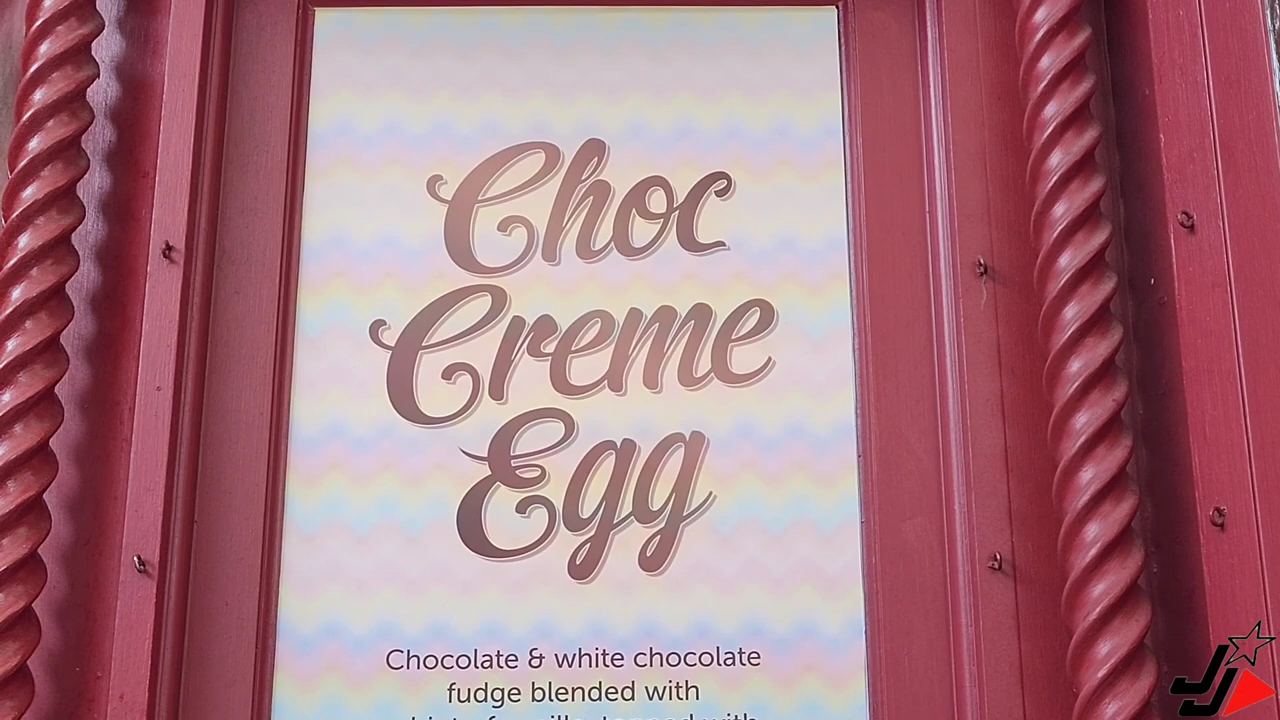 Choc
Creme
Egg
Chocolate & white chocolate
fudge blended with